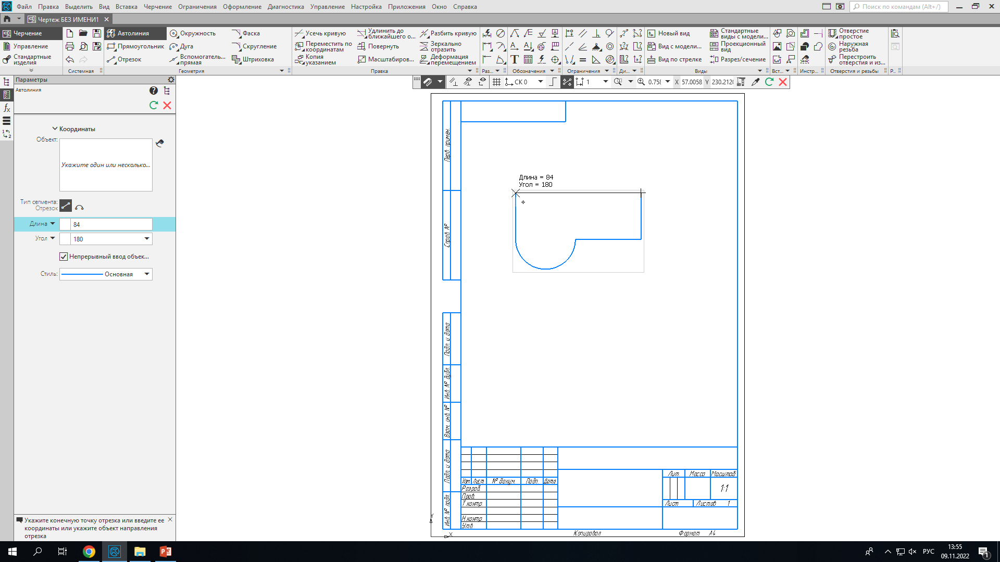 Файл Правка Выделить Вид Вставка Черчение Ограничения Оформление Диагностика Управление Настройка Приложения Окно Справка
Поиск по командам (Alt+/)
Чертеж БЕЗ ИМЕНИ1
Черчение
Управление
Стандартные изделия
Системная
Автолиния
Прямоугольник
Отрезок
Окружность
Дуга
Вспомогатель... прямая
Фаска
Скругление
Штриховка
Геометрия
Усечь кривую
Переместить по координатам
Копия указанием
Удлинить до ближайшего о...
Повернуть
Масштабиров...
Разбить кривую
Зеркально отразить
Деформация перемещением
Правка
Раз...
Обозначения
Ограничения
Ди...
Новый вид
Вид с модели...
Вид по стрелке
Стандартные виды с модели...
Проекционный вид
Разрез/сечение
Виды
Вст...
Инстр...
Отверстие простое
Наружная резьба
Перестроить отверстия и из...
Отверстия и резьбы
Р...
СК 0
1
0.758
X 57.0058
Y 230.2120
Параметры
Автолиния
Координаты
Объект:
Укажите один или несколько...
Тип сегмента:
Отрезок
Длина
84
Угол
180
Непрерывный ввод объек...
Стиль:
Основная
Укажите конечную точку отрезка или введите ее
координаты или укажите объект направления
отрезка
Длина = 84
Угол = 180
Перв. примен.
Справ. №
Подп. и дата
Инв. № дубл.
Взам. инв. №
Подп. и дата
Инв. № подл.
Изм. Лист № докум. Подп. Дата
Разраб.
Пров.
Т.контр.
Н.контр.
Утв.
Лит. Масса Масштаб
1:1
Лист Листов 1
Копировал Формат A4
Y
X
РУС
13:55
09.11.2022
1